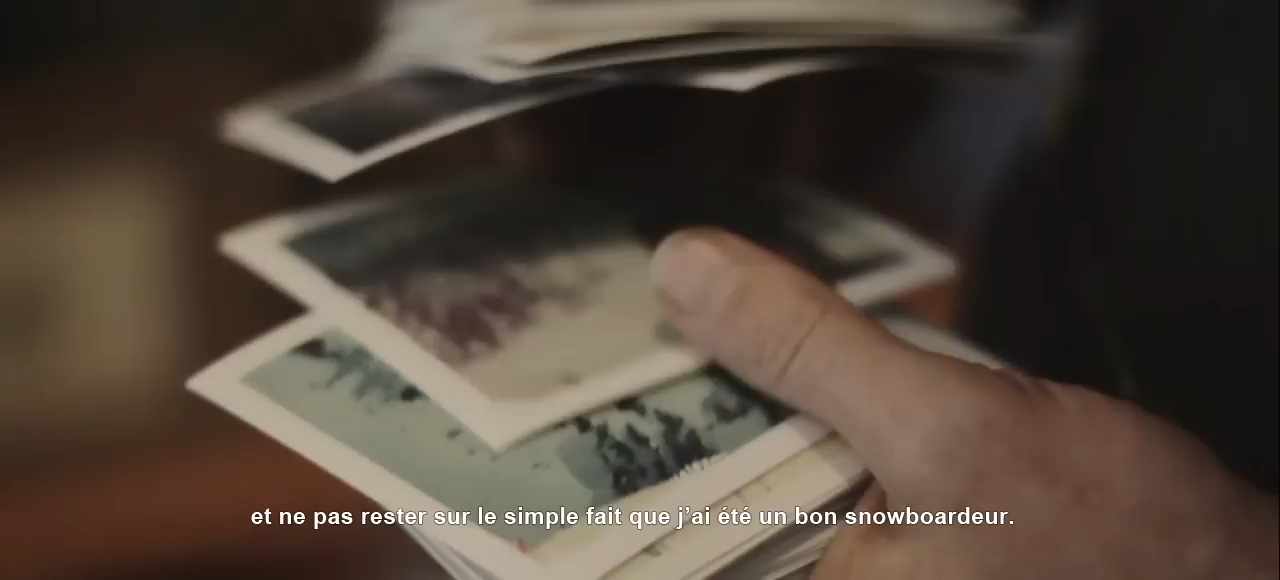 et ne pas rester sur le simple fait que j’ai été un bon snowboardeur.